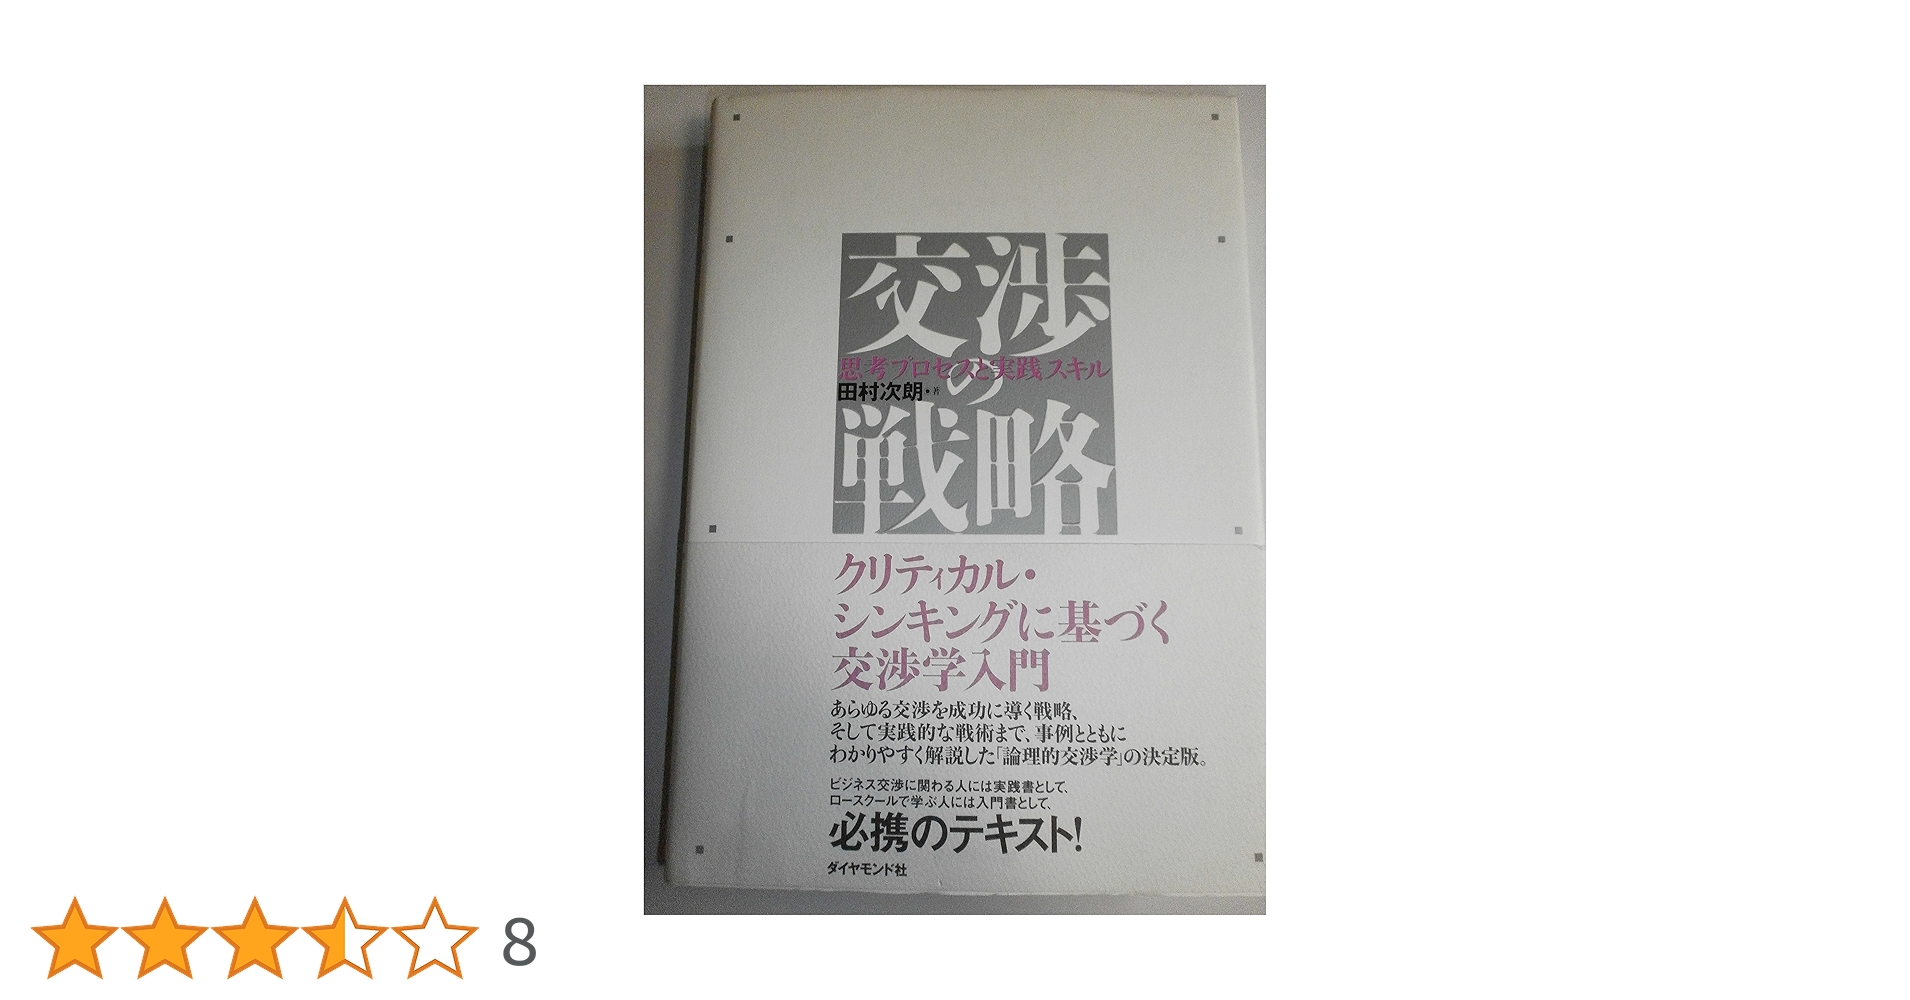 交渉
思考プロセスと実践スキル
の
田村次朗・著
戦略
クリティカル・
シンキングに基づく
交渉学入門
あらゆる交渉を成功に導く戦略、
そして実践的な戦術まで、事例とともに
わかりやすく解説した「論理的交渉学」の決定版。
ビジネス交渉に関わる人には実践書として、
ロースクールで学ぶ人には入門書として、
必携のテキスト!
ダイヤモンド社
8